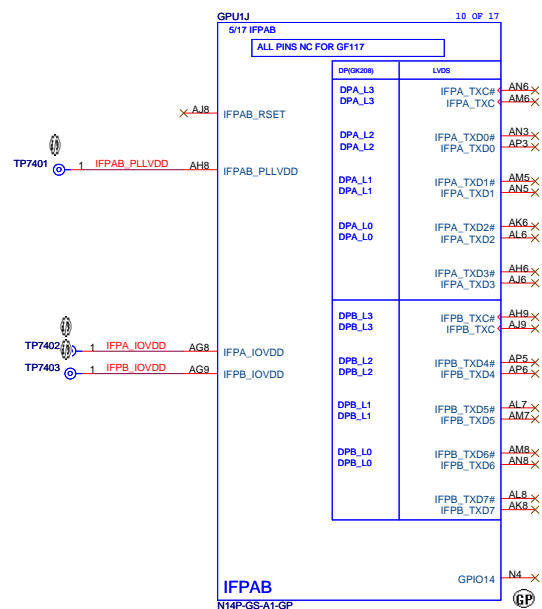 GPU1J 10 OF 17
5/17 IFPAB
ALL PINS NC FOR GF117
DP(GK208) LVDS
DPA_L3 IFPA_TXC# AN6
DPA_L3 IFPA_TXC AM6
AJ8 IFPAB_RSET
DPA_L2 IFPA_TXD0# AN3
DPA_L2 IFPA_TXD0 AP3
TP7401 1 IFPAB_PLLVDD AH8 IFPAB_PLLVDD
DPA_L1 IFPA_TXD1# AM5
DPA_L1 IFPA_TXD1 AN5
DPA_L0 IFPA_TXD2# AK6
DPA_L0 IFPA_TXD2 AL6
IFPA_TXD3# AH6
IFPA_TXD3 AJ6
DPB_L3 IFPB_TXC# AH9
DPB_L3 IFPB_TXC AJ9
TP7402 1 IFPA_IOVDD AG8 IFPA_IOVDD
DPB_L2 IFPB_TXD4# AP5
TP7403 1 IFPB_IOVDD AG9 IFPB_IOVDD
DPB_L2 IFPB_TXD4 AP6
DPB_L1 IFPB_TXD5# AL7
DPB_L1 IFPB_TXD5 AM7
DPB_L0 IFPB_TXD6# AM8
DPB_L0 IFPB_TXD6 AN8
IFPB_TXD7# AL8
IFPB_TXD7 AK8
GPIO14 N4
IFPAB
GP
N14P-GS-A1-GP